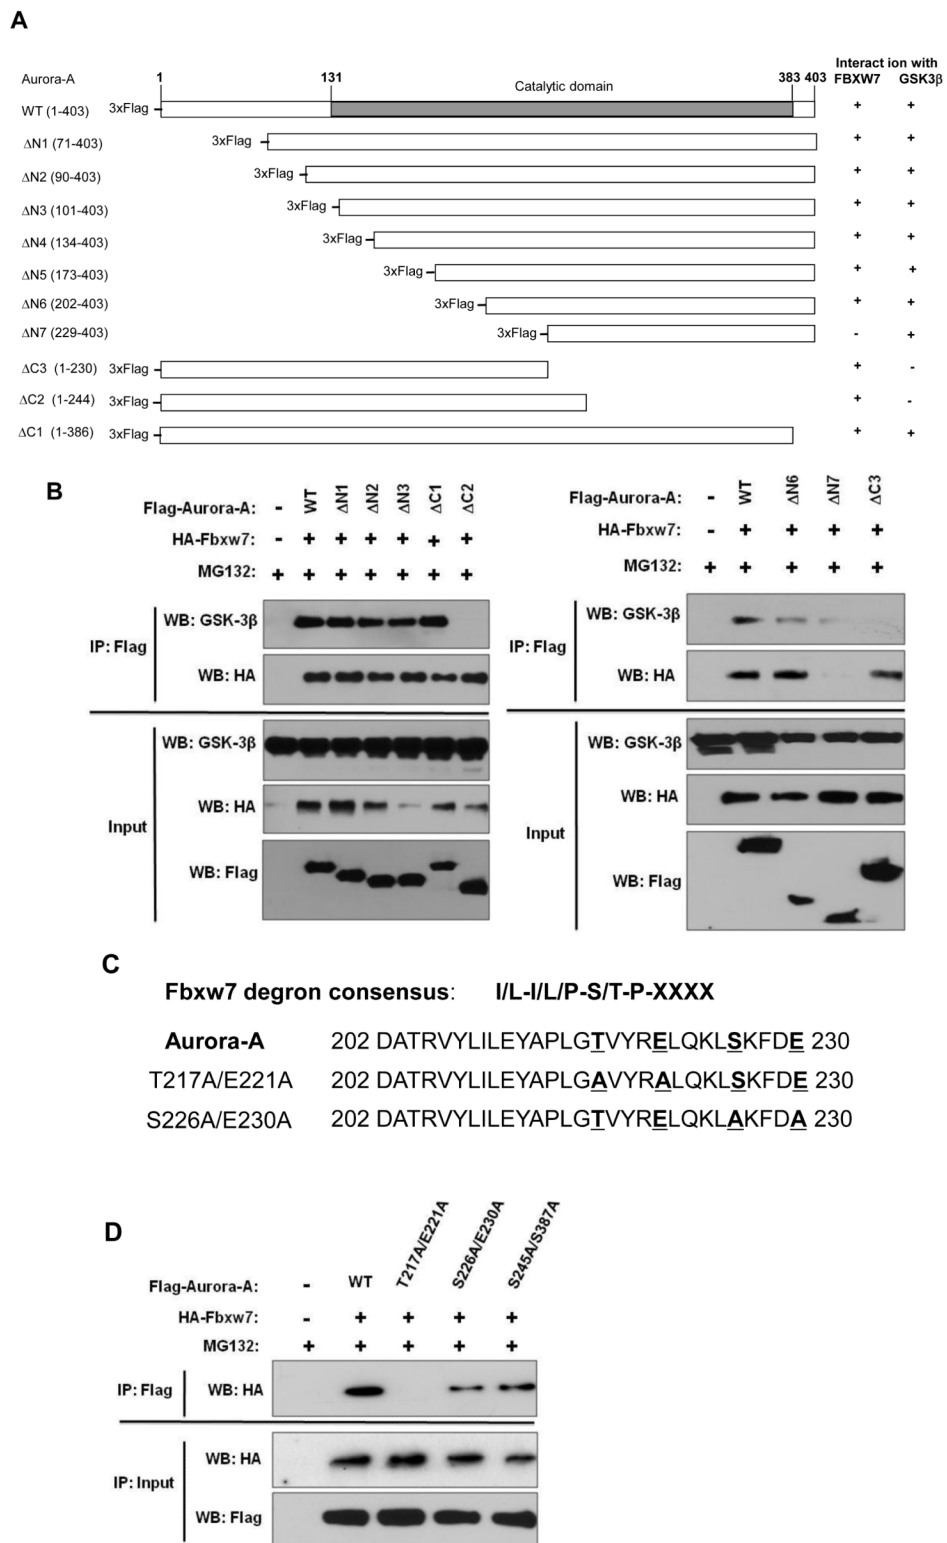 A
Interact ion with
Aurora-A 1 131 Catalytic domain 383 403 FBXW7 GSK3β
WT (1-403) 3xFlag + +
ΔN1 (71-403) 3xFlag + +
ΔN2 (90-403) 3xFlag + +
ΔN3 (101-403) 3xFlag + +
ΔN4 (134-403) 3xFlag + +
ΔN5 (173-403) 3xFlag + +
ΔN6 (202-403) 3xFlag + +
ΔN7 (229-403) 3xFlag - +
ΔC3 (1-230) 3xFlag + -
ΔC2 (1-244) 3xFlag + -
ΔC1 (1-386) 3xFlag + +
B
Flag-Aurora-A: - WT ΔN1 ΔN2 ΔN3 ΔC1 ΔC2
HA-Fbxw7: - + + + + + +
MG132: + + + + + + +
IP: Flag
WB: GSK-3β
WB: HA
Input
WB: GSK-3β
WB: HA
WB: Flag
Flag-Aurora-A: - WT ΔN6 ΔN7 ΔC3
HA-Fbxw7: - + + + +
MG132: + + + + +
IP: Flag
WB: GSK-3β
WB: HA
Input
WB: GSK-3β
WB: HA
WB: Flag
C
Fbxw7 degron consensus: I/L-I/L/P-S/T-P-XXXX
Aurora-A 202 DATRVYLILEYAPLGTVYRELQKLSKFDE 230
T217A/E221A 202 DATRVYLILEYAPLGAVYRALQKLSKFDE 230
S226A/E230A 202 DATRVYLILEYAPLGTVYRELQKLAKFDA 230
D
Flag-Aurora-A: - WT T217A/E221A S226A/E230A S245A/S387A
HA-Fbxw7: - + + + +
MG132: + + + + +
IP: Flag
WB: HA
IP: Input
WB: HA
WB: Flag